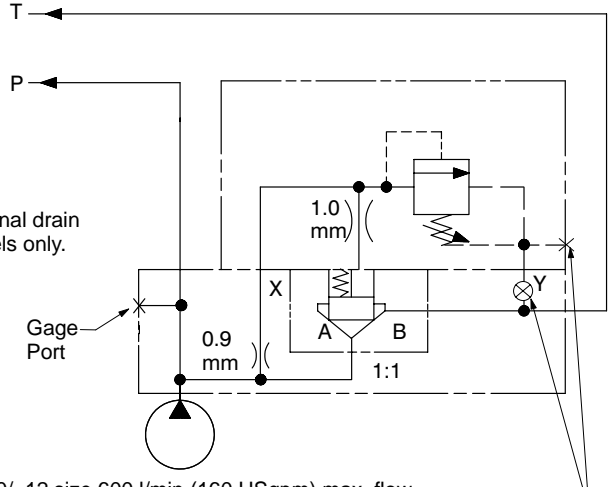 T
P
1.0
mm
nal drain
els only.
X
Y
Gage
Port
A
B
0.9
mm
1:1
12 size 600 l/min (160 USgpm) max. flow